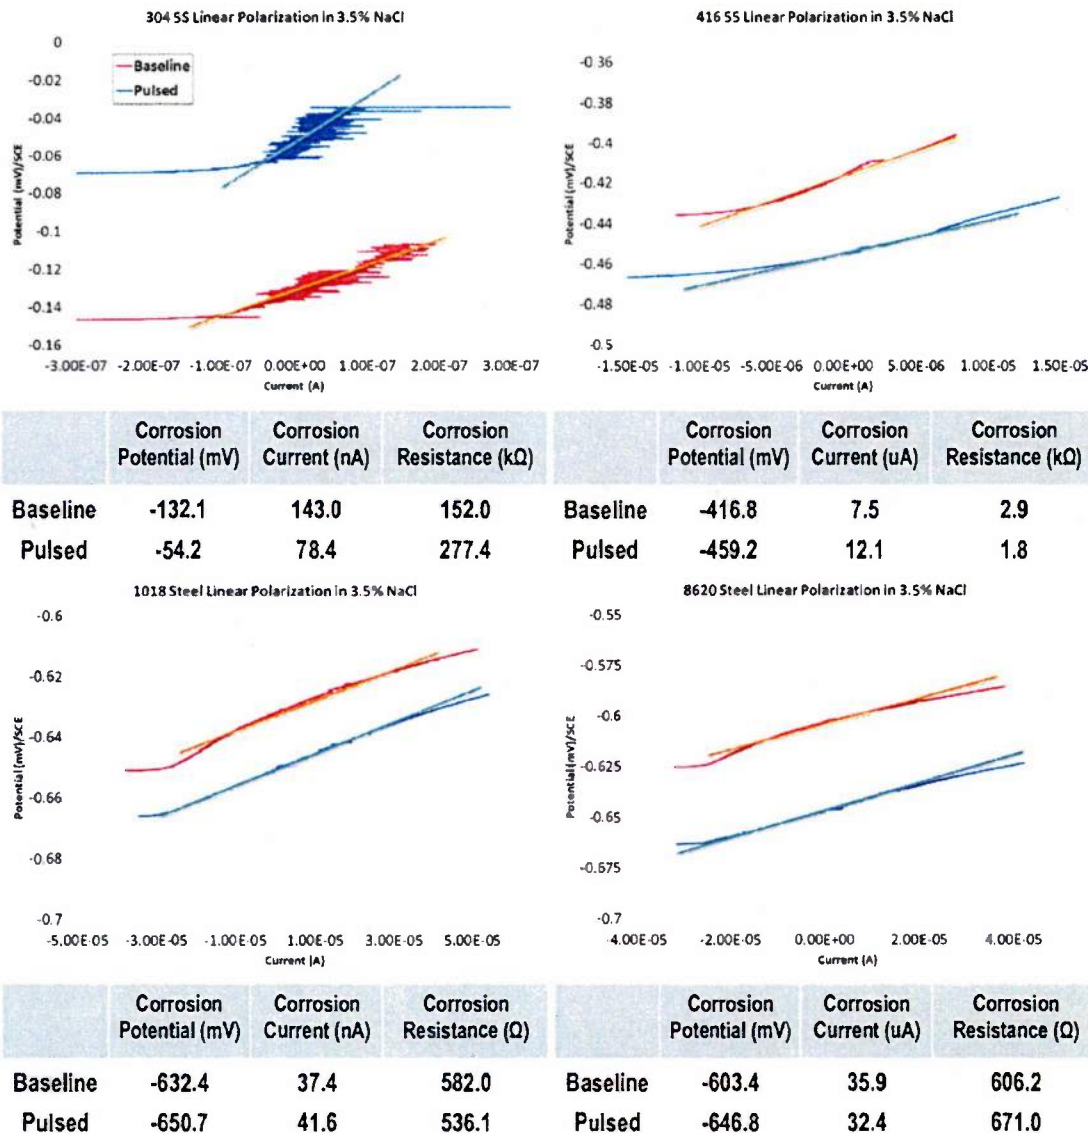 304 SS Linear Polarization in 3.5% NaCl
Baseline
Pulsed
Potential (mV)/SCE
0
-0.02
-0.04
-0.06
-0.08
-0.1
-0.12
-0.14
-0.16
-3.00E-07 -2.00E-07 -1.00E-07 0.00E+00 1.00E-07 2.00E-07 3.00E-07
Current (A)
416 SS Linear Polarization in 3.5% NaCl
Potential (mV)/SCE
-0.36
-0.38
-0.4
-0.42
-0.44
-0.46
-0.48
-0.5
-1.50E-05 -1.00E-05 -5.00E-06 0.00E+00 5.00E-06 1.00E-05 1.50E-05
Current (A)
Corrosion Potential (mV) Corrosion Current (nA) Corrosion Resistance (kΩ)
Baseline -132.1 143.0 152.0
Pulsed -54.2 78.4 277.4
Corrosion Potential (mV) Corrosion Current (uA) Corrosion Resistance (kΩ)
Baseline -416.8 7.5 2.9
Pulsed -459.2 12.1 1.8
1018 Steel Linear Polarization in 3.5% NaCl
Potential (mV)/SCE
-0.6
-0.62
-0.64
-0.66
-0.68
-0.7
-5.00E-05 -3.00E-05 -1.00E-05 1.00E-05 3.00E-05 5.00E-05
Current (A)
8620 Steel Linear Polarization in 3.5% NaCl
Potential (mV)/SCE
-0.55
-0.575
-0.6
-0.625
-0.65
-0.675
-0.7
-4.00E-05 -2.00E-05 0.00E+00 2.00E-05 4.00E-05
Current (A)
Corrosion Potential (mV) Corrosion Current (nA) Corrosion Resistance (Ω)
Baseline -632.4 37.4 582.0
Pulsed -650.7 41.6 536.1
Corrosion Potential (mV) Corrosion Current (uA) Corrosion Resistance (Ω)
Baseline -603.4 35.9 606.2
Pulsed -646.8 32.4 671.0